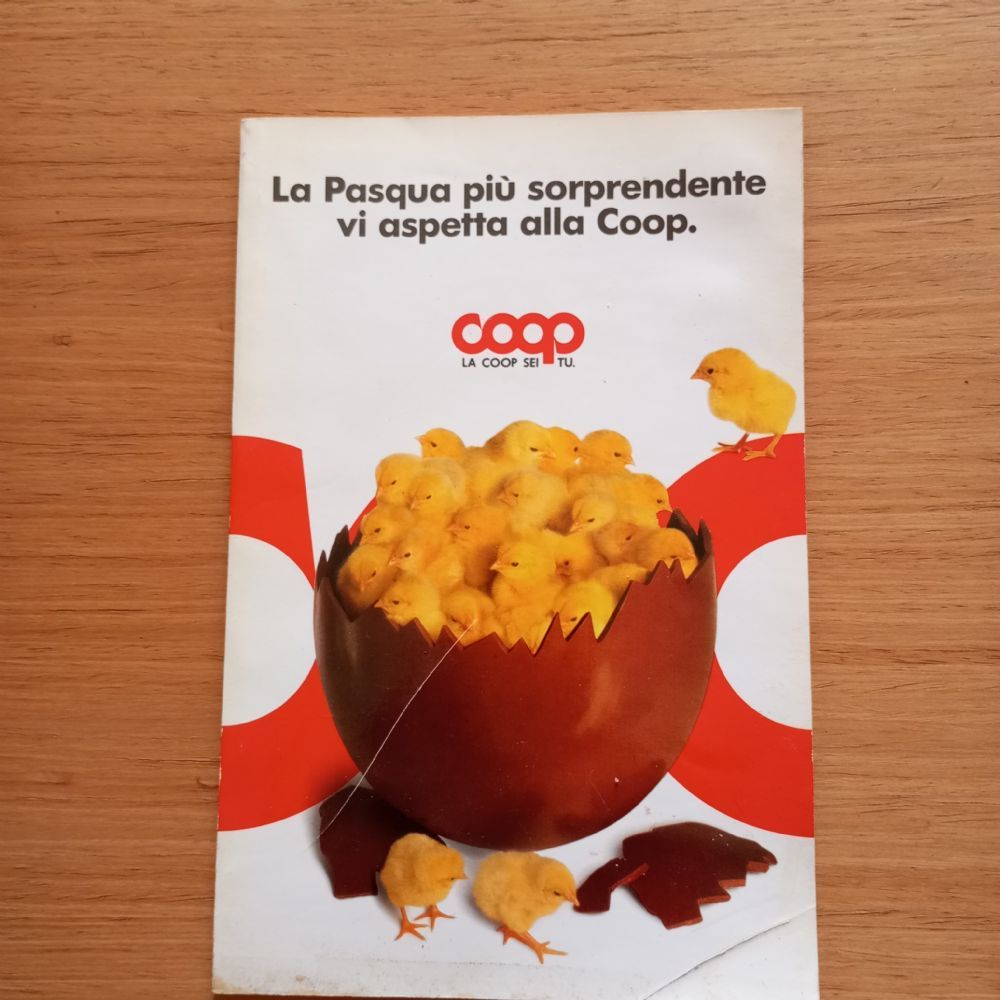 La Pasqua più sorprendente
vi aspetta alla Coop.
coop
LA COOP SEI TU.